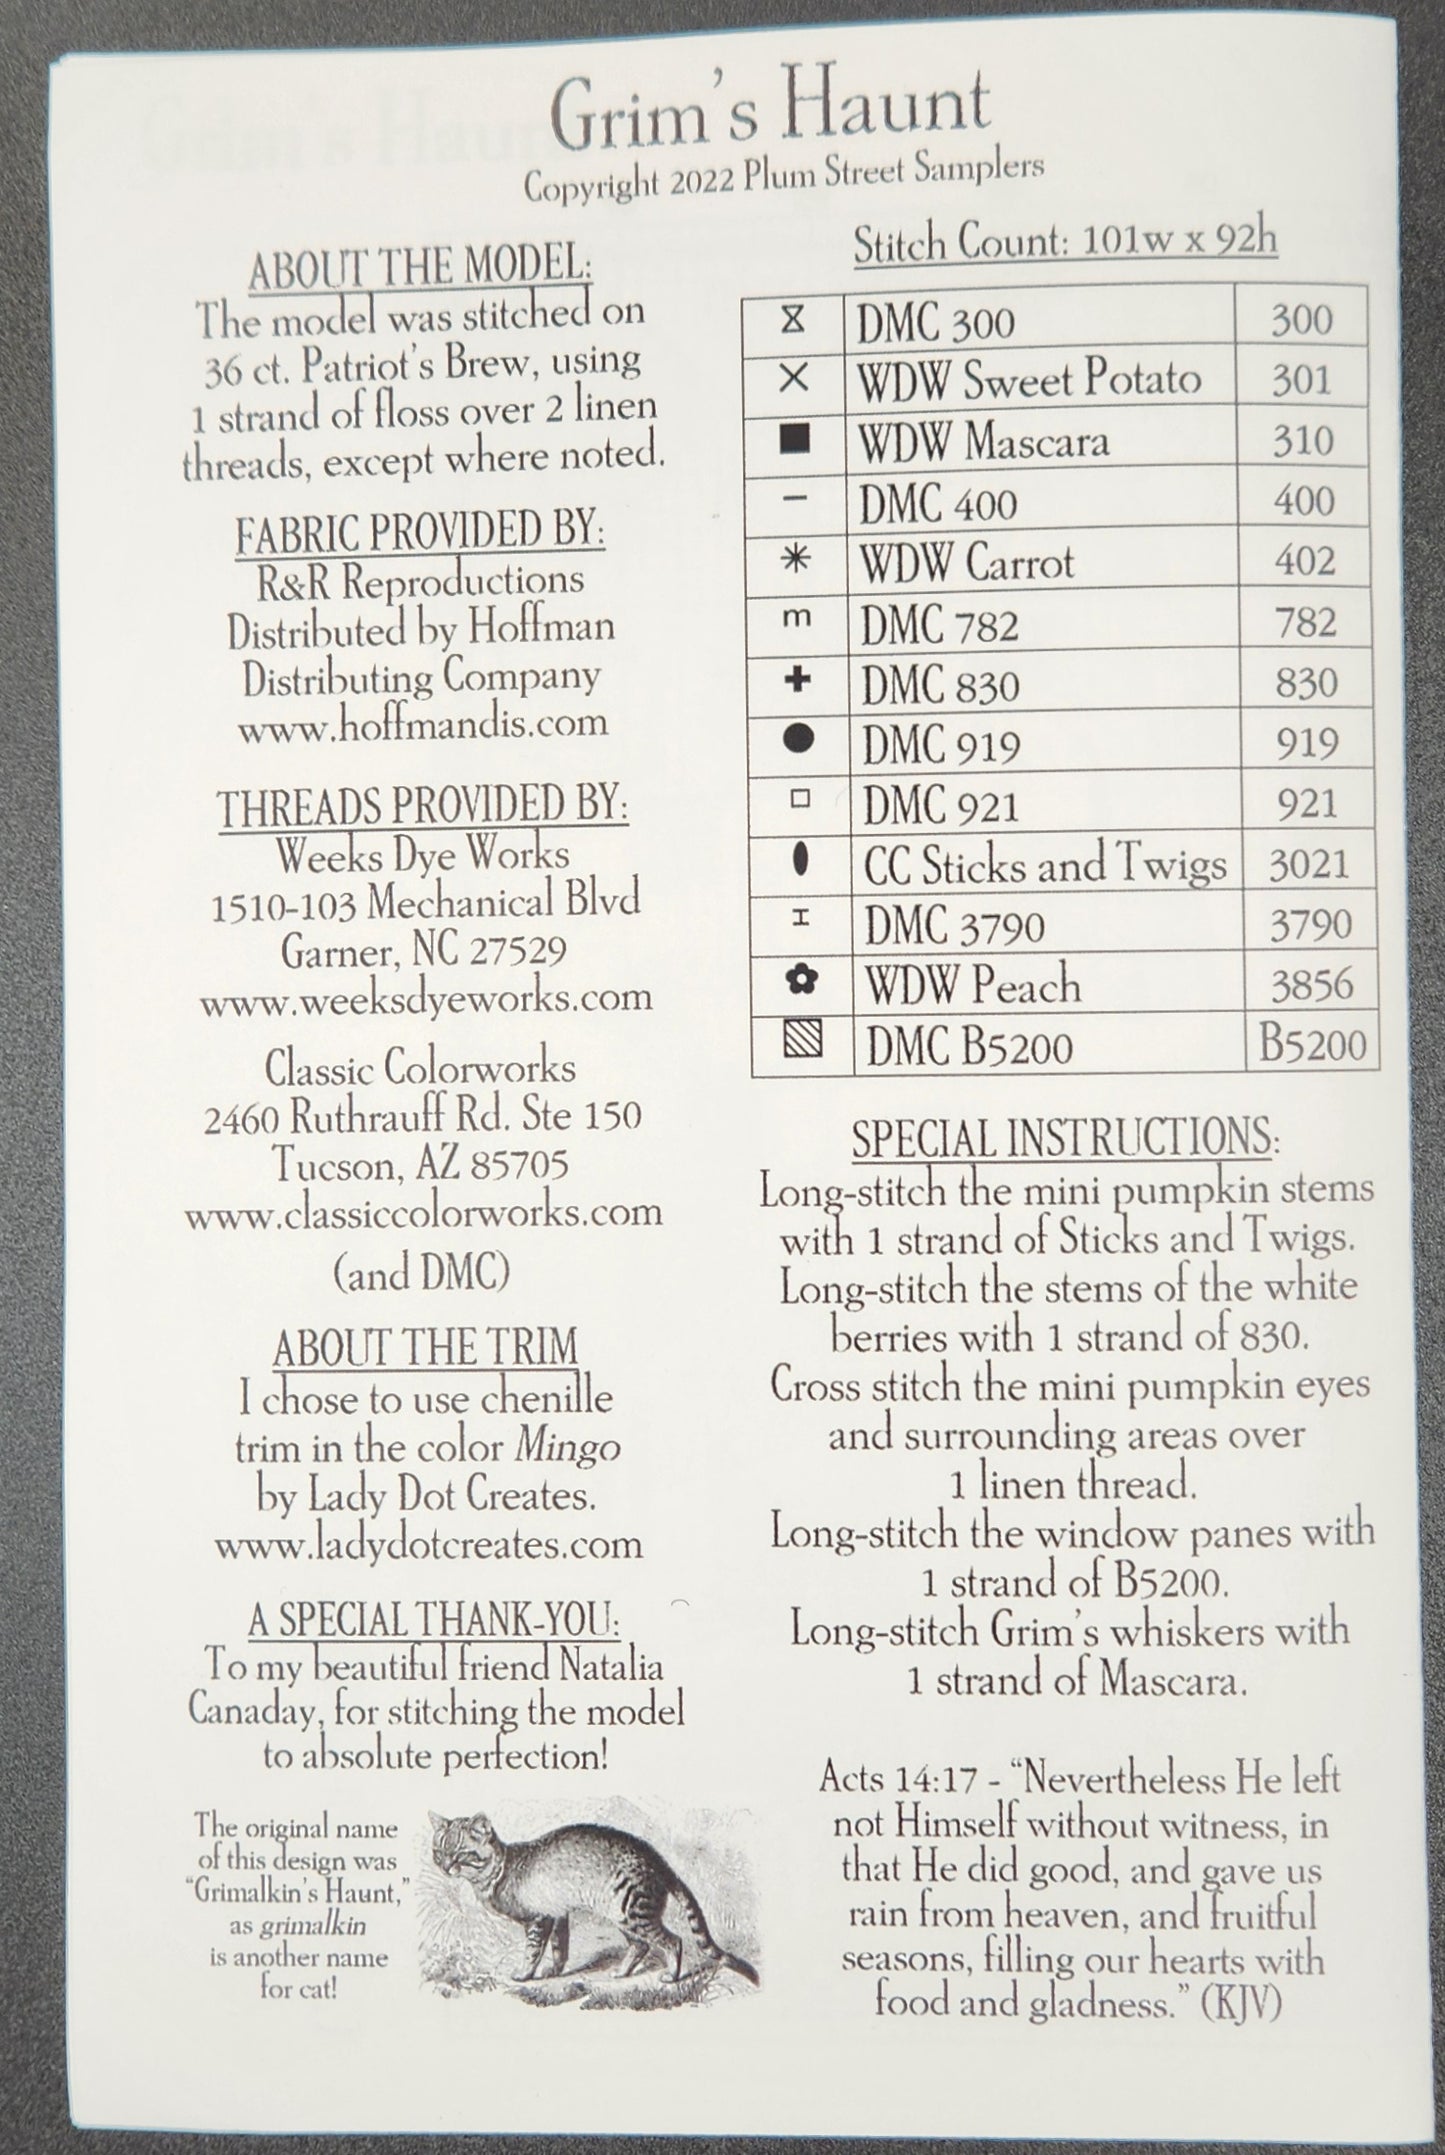 Grim's Haunt
Copyright 2022 Plum Street Samplers
ABOUT THE MODEL:
The model was stitched on
36 ct. Patriot's Brew, using
1 strand of floss over 2 linen
threads, except where noted.
FABRIC PROVIDED BY:
R&R Reproductions
Distributed by Hoffman
Distributing Company
www.hoffmandis.com
THREADS PROVIDED BY:
Weeks Dye Works
1510-103 Mechanical Blvd
Garner, NC 27529
www.weeksdyeworks.com
Classic Colorworks
2460 Ruthrauff Rd. Ste 150
Tucson, AZ 85705
www.classiccolorworks.com
(and DMC)
ABOUT THE TRIM
I chose to use chenille
trim in the color Mingo
by Lady Dot Creates.
www.ladydotcreates.com
A SPECIAL THANK-YOU:
To my beautiful friend Natalia
Canaday, for stitching the model
to absolute perfection!
The original name
of this design was
"Grimalkin's Haunt,"
as grimalkin
is another name
for cat!
Stitch Count: 101w x 92h
DMC 300 300
WDW Sweet Potato 301
WDW Mascara 310
DMC 400 400
WDW Carrot 402
m DMC 782 782
DMC 830 830
DMC 919 919
DMC 921 921
CC Sticks and Twigs 3021
I DMC 3790 3790
WDW Peach 3856
DMC B5200 B5200
SPECIAL INSTRUCTIONS:
Long-stitch the mini pumpkin stems
with 1 strand of Sticks and Twigs.
Long-stitch the stems of the white
berries with 1 strand of 830.
Cross stitch the mini pumpkin eyes
and surrounding areas over
1 linen thread.
Long-stitch the window panes with
1 strand of B5200.
Long-stitch Grim's whiskers with
1 strand of Mascara.
Acts 14:17 - "Nevertheless He left
not Himself without witness, in
that He did good, and gave us
rain from heaven, and fruitful
seasons, filling our hearts with
food and gladness." (KJV)